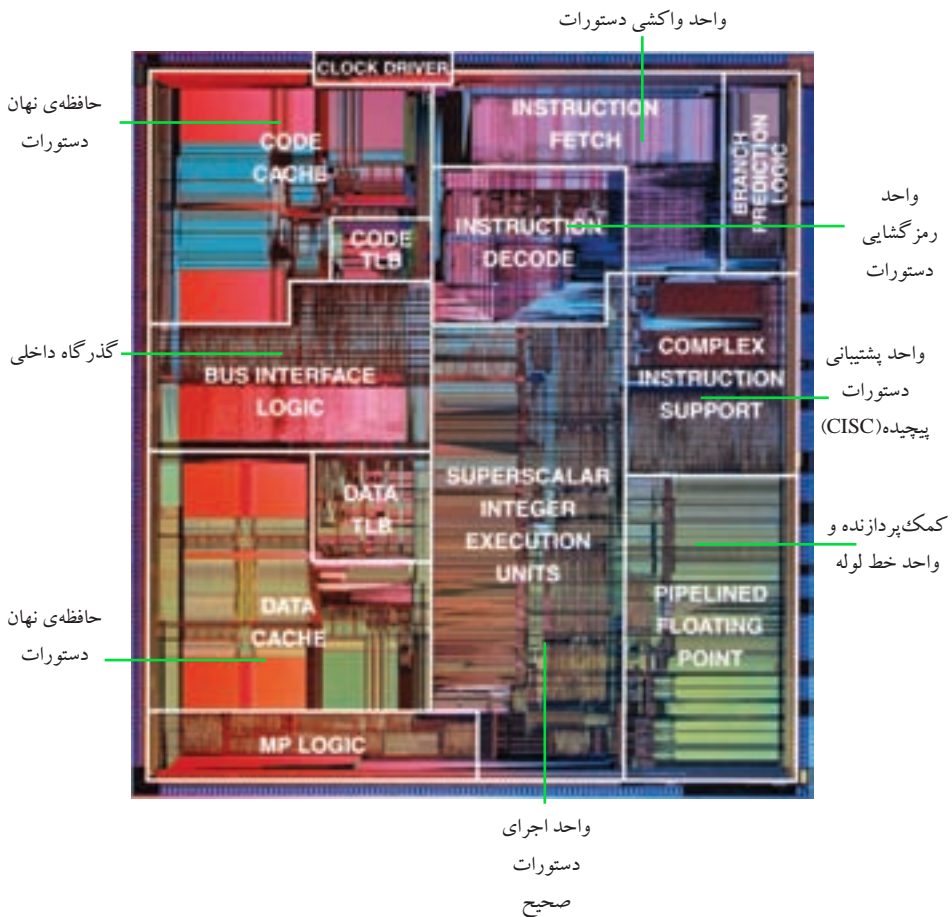 واحد واکشی دستورات
CLOCK DRIVER
حافظه‌ی نهان
دستورات
CODE
CACHE
INSTRUCTION
FETCH
BRANCH
PREDICTION
LOGIC
CODE
TLB
INSTRUCTION
DECODE
واحد
رمزگشایی
دستورات
گذرگاه داخلی
BUS INTERFACE
LOGIC
COMPLEX
INSTRUCTION
SUPPORT
واحد پشتیبانی
دستورات
پیچیده(CISC)
DATA
TLB
SUPERSCALAR
INTEGER
EXECUTION
UNITS
کمک‌پردازنده و
واحد خط لوله
حافظه‌ی نهان
دستورات
DATA
CACHE
PIPELINED
FLOATING
POINT
MP LOGIC
واحد اجرای
دستورات
صحیح